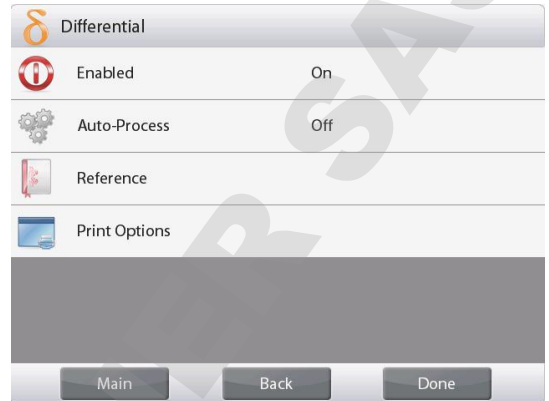 δ Differential
Enabled On
Auto-Process Off
Reference
Print Options
Main Back Done